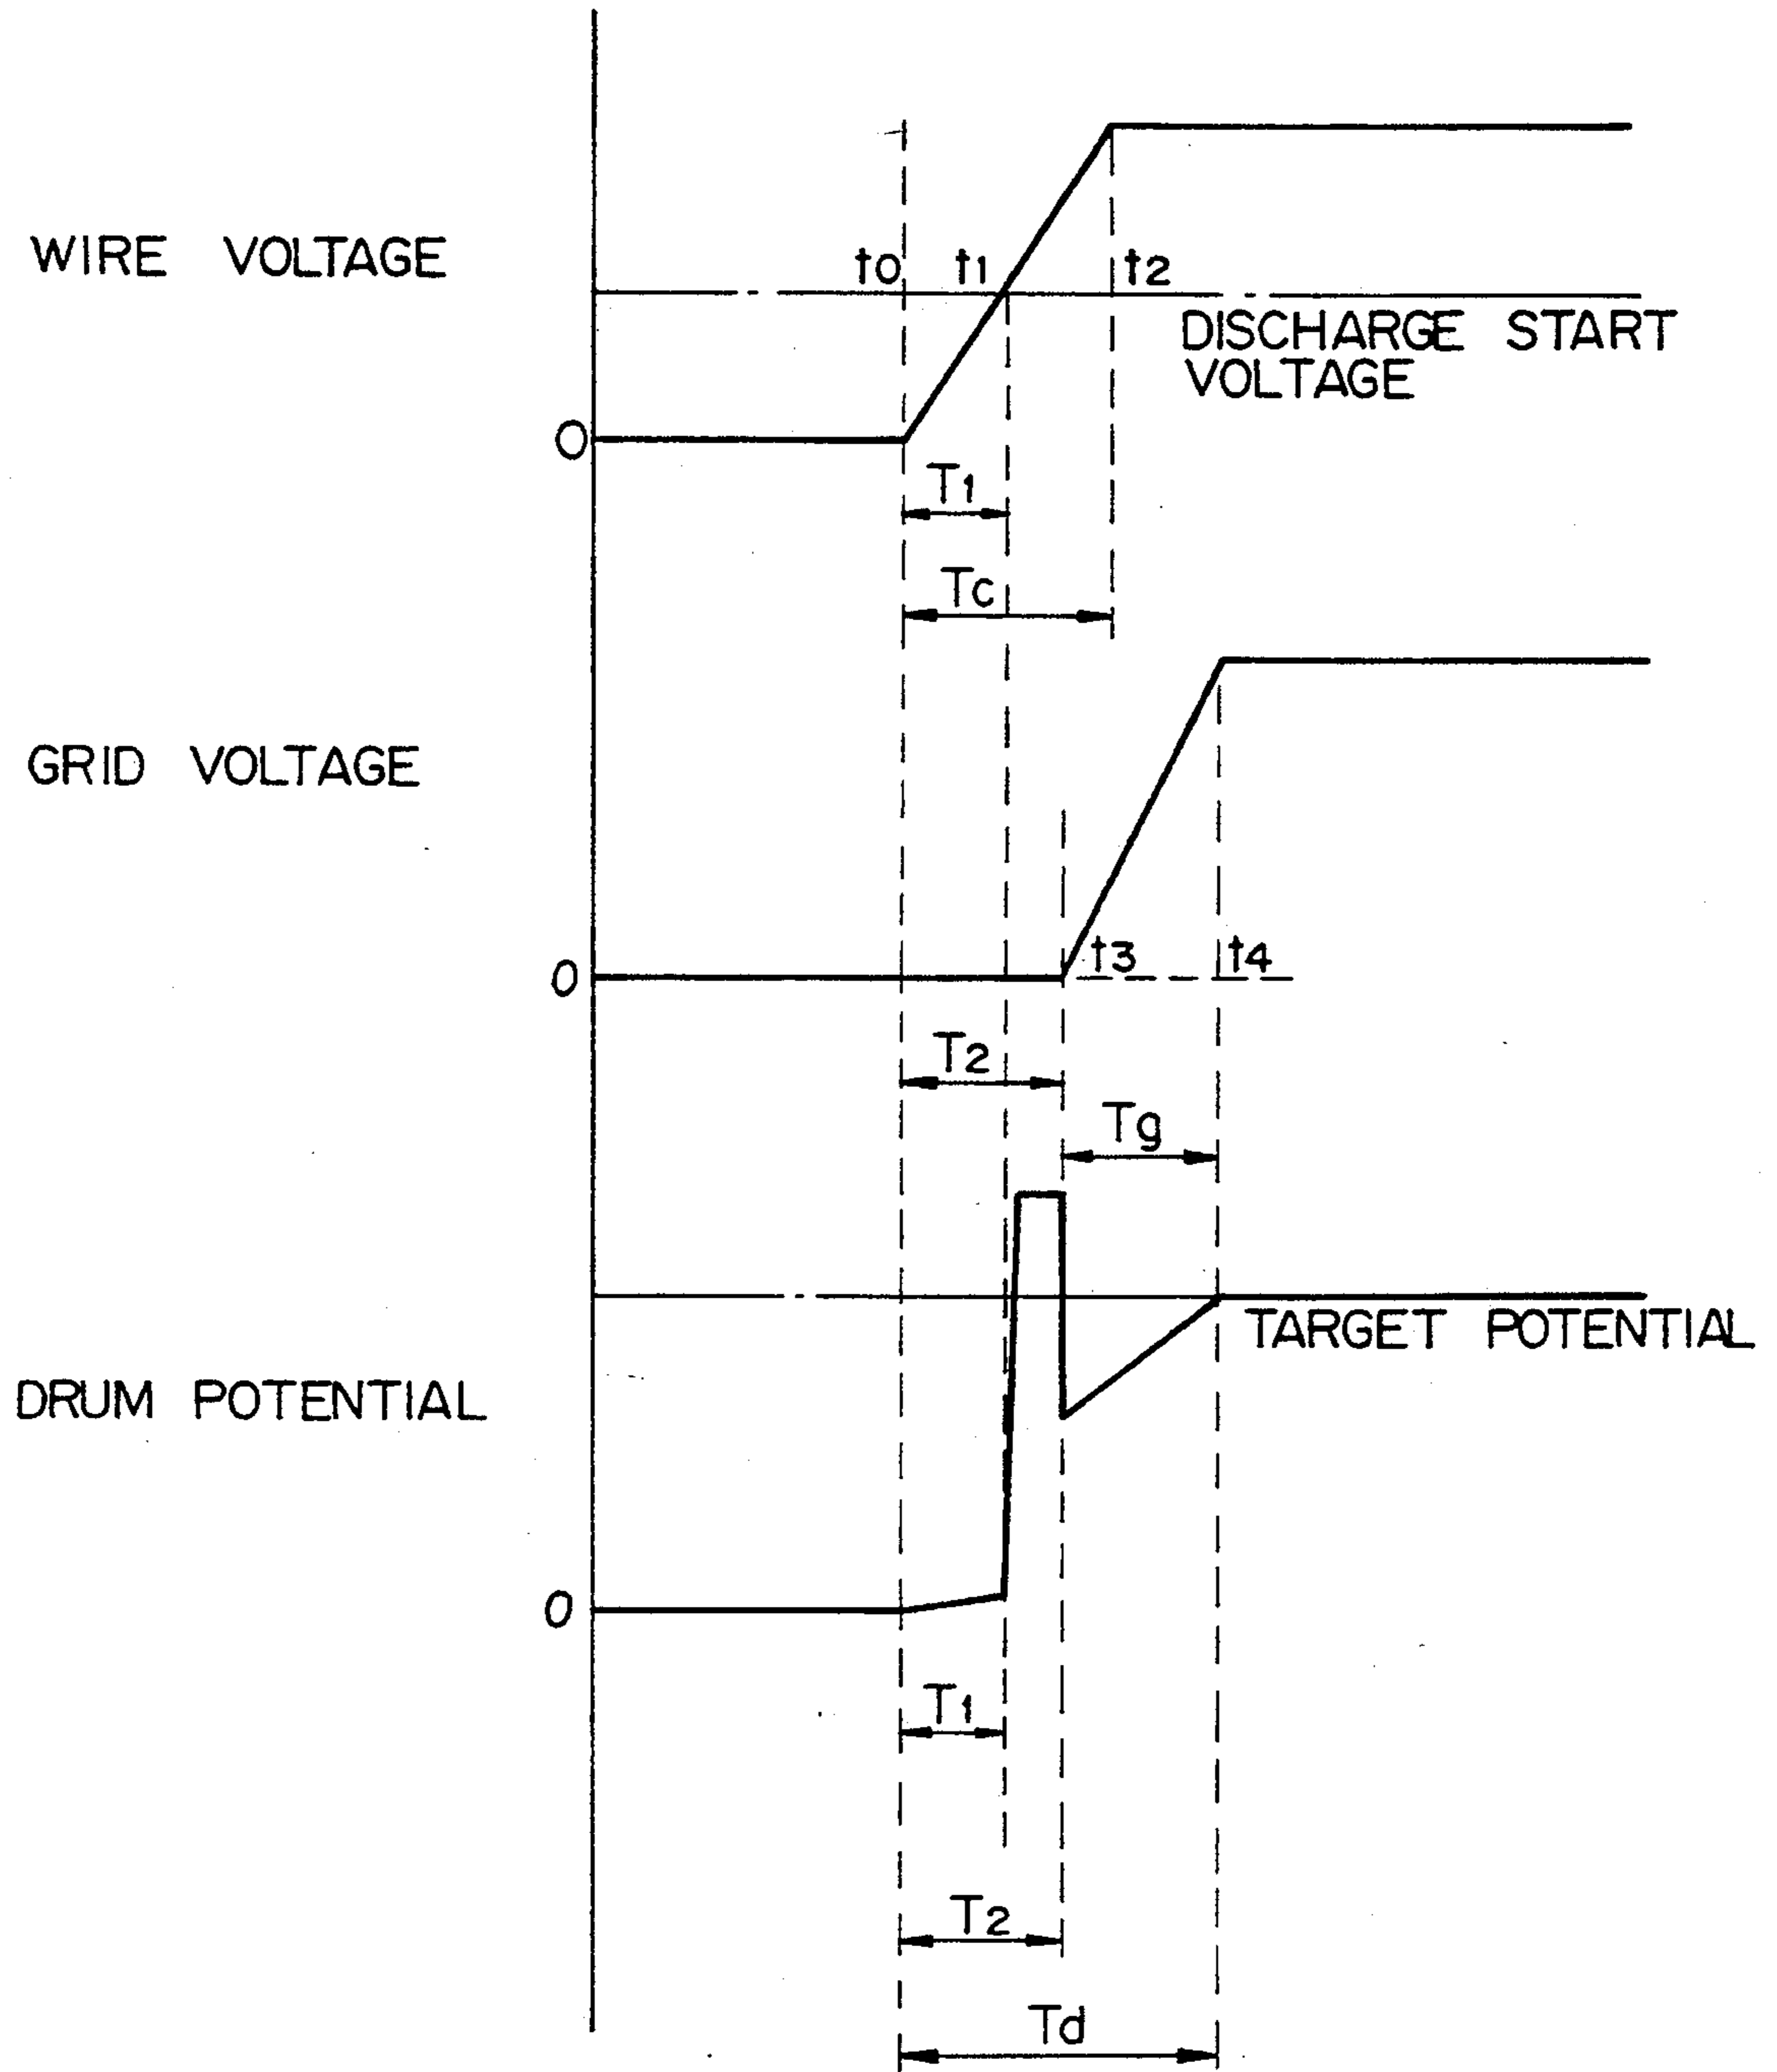 WIRE VOLTAGE
t0 t1 t2
DISCHARGE START
VOLTAGE
0
T1
Tc
GRID VOLTAGE
t3 t4
0
T2
Tg
TARGET POTENTIAL
DRUM POTENTIAL
0
T1
T2
Td